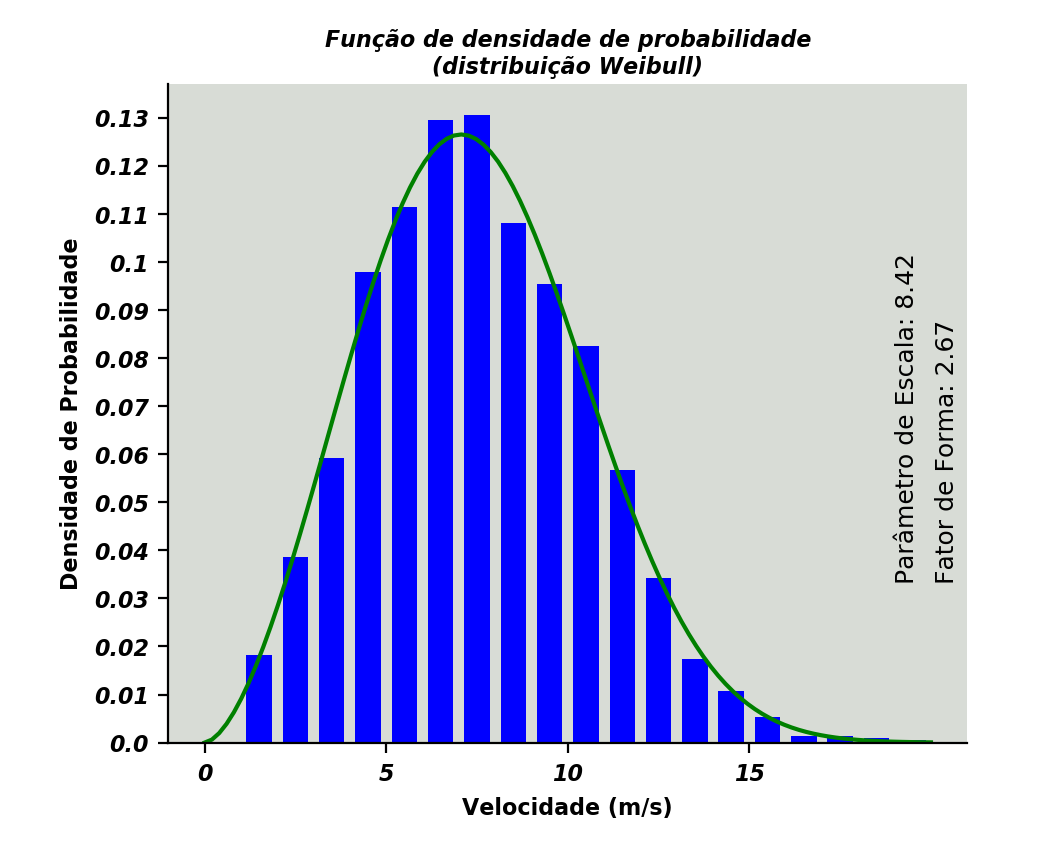 Função de densidade de probabilidade
(distribuição Weibull)
0.13
0.12
0.11
0.1
0.09
0.08
0.07
0.06
0.05
0.04
0.03
0.02
0.01
0.0
Densidade de Probabilidade
0 5 10 15
Velocidade (m/s)
Parâmetro de Escala: 8.42
Fator de Forma: 2.67